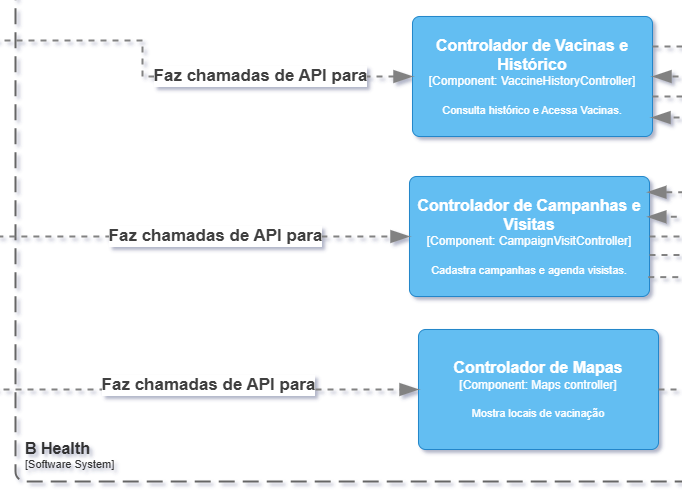 Controlador de Vacinas e
Histórico
[Component: VaccineHistoryController]
Consulta histórico e Acessa Vacinas.
Faz chamadas de API para
Controlador de Campanhas e
Visitas
[Component: CampaignVisitController]
Cadastra campanhas e agenda visistas.
Faz chamadas de API para
Controlador de Mapas
[Component: Maps controller]
Mostra locais de vacinação
Faz chamadas de API para
B Health
[Software System]